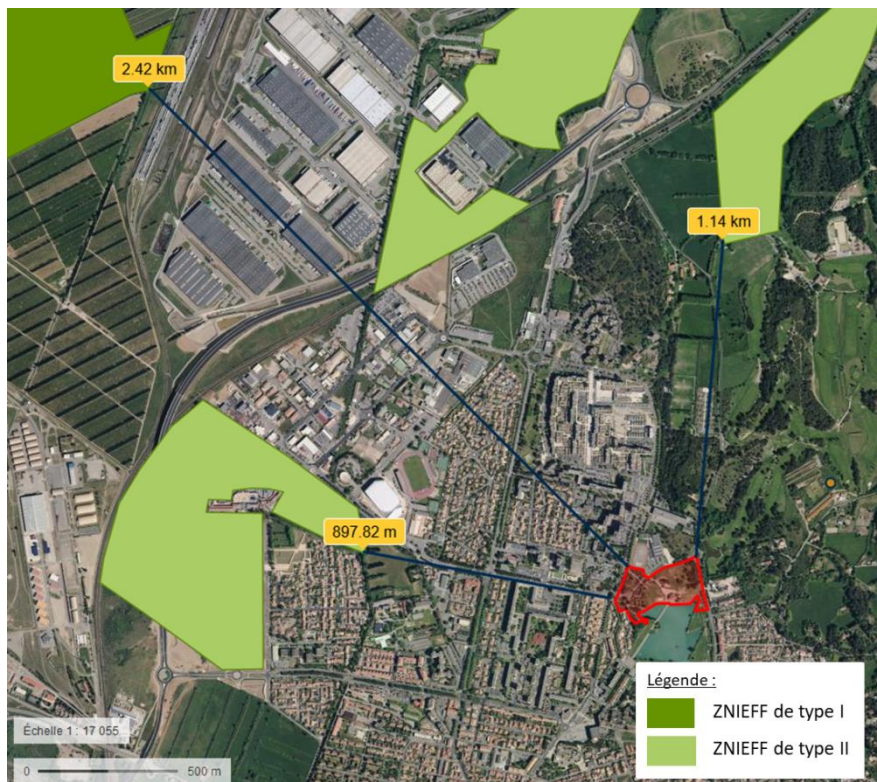 2.42 km
1.14 km
897.82 m
Légende :
ZNIEFF de type I
ZNIEFF de type II
Échelle 1 : 17 055
0 500 m